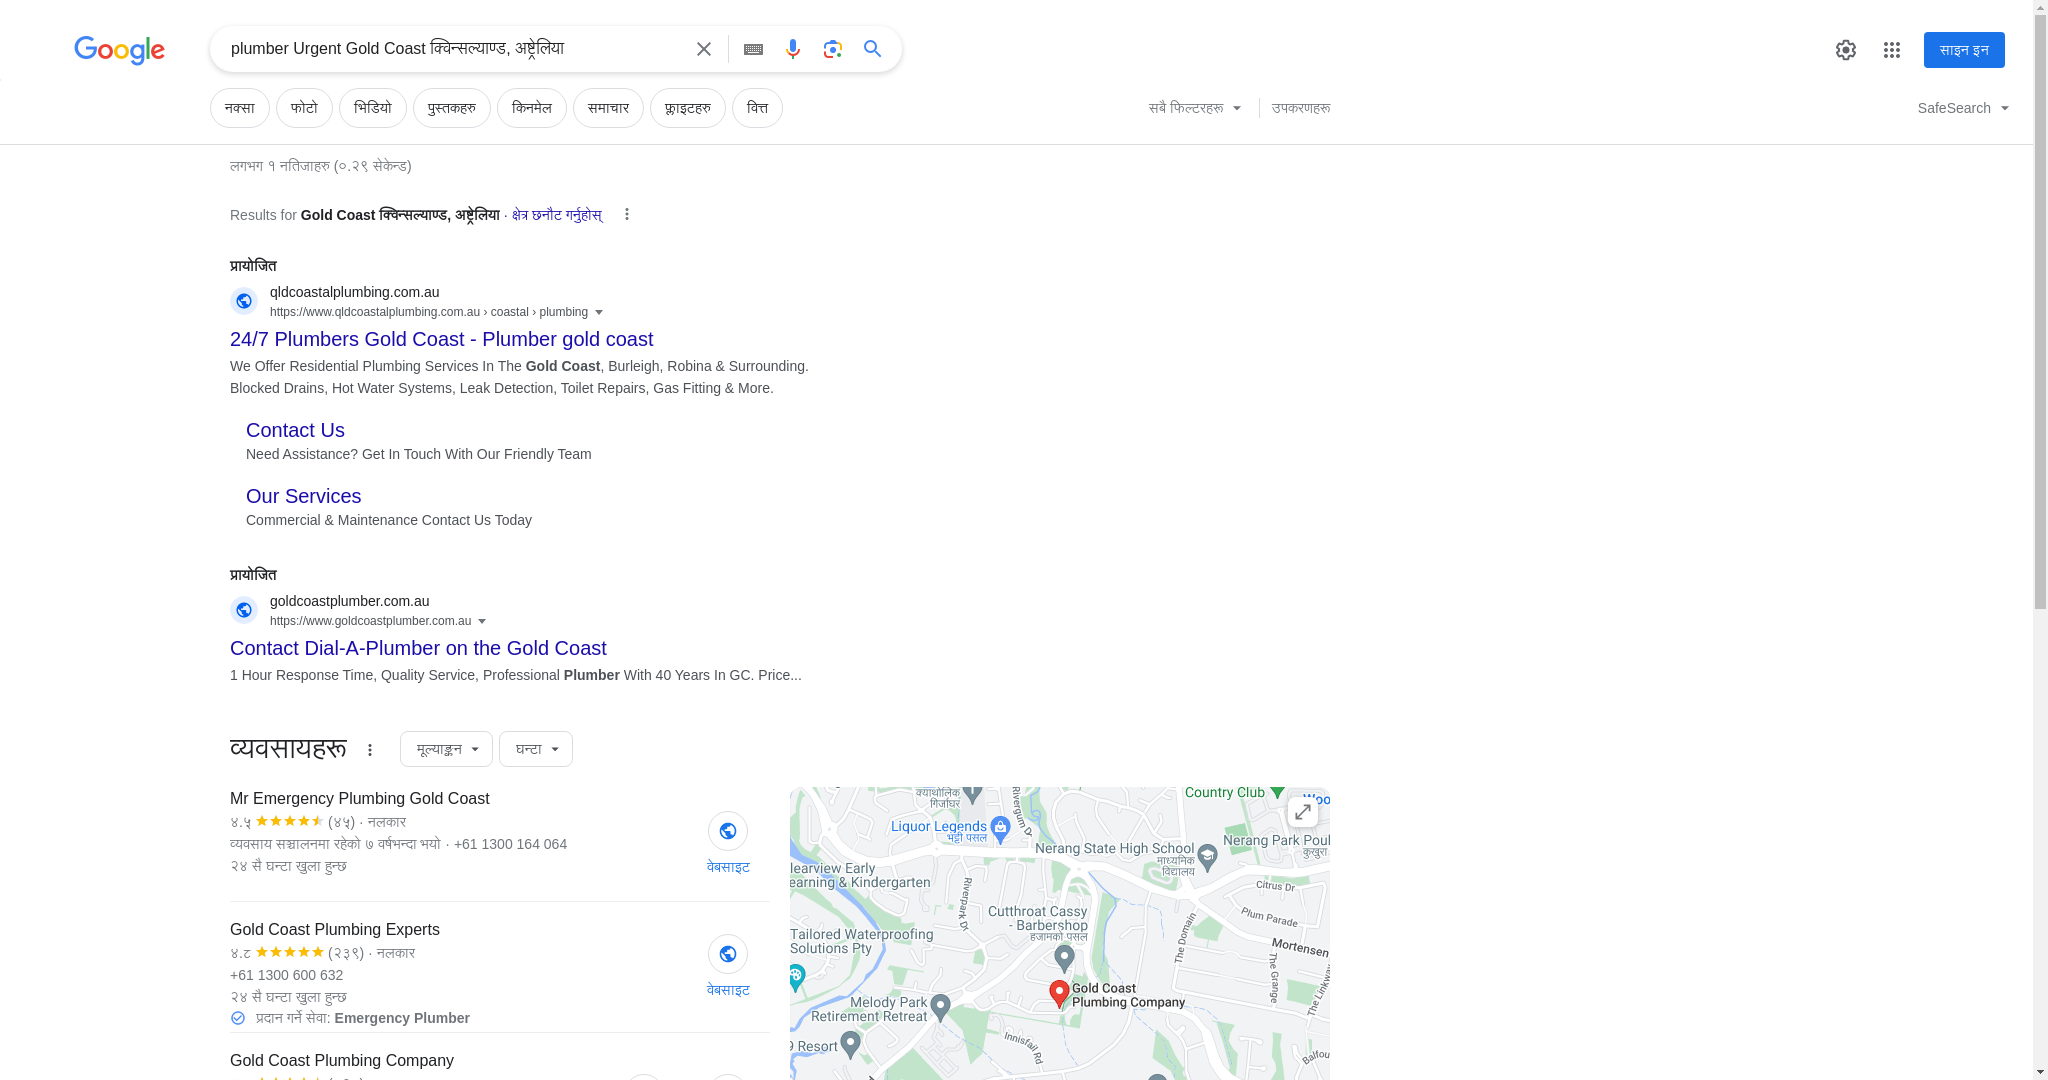 Google
plumber Urgent Gold Coast क्विन्सल्याण्ड, अष्ट्रेलिया
साइन इन
नक्सा
फोटो
भिडियो
पुस्तकहरु
किनमेल
समाचार
फ्लाइटहरु
वित्त
सबै फिल्टरहरू
उपकरणहरू
SafeSearch
लगभग १ नतिजाहरु (०.२९ सेकेन्ड)
Results for Gold Coast क्विन्सल्याण्ड, अष्ट्रेलिया · क्षेत्र छनौट गर्नुहोस्
प्रायोजित
qldcoastalplumbing.com.au
https://www.qldcoastalplumbing.com.au › coastal › plumbing
24/7 Plumbers Gold Coast - Plumber gold coast
We Offer Residential Plumbing Services In The Gold Coast, Burleigh, Robina & Surrounding.
Blocked Drains, Hot Water Systems, Leak Detection, Toilet Repairs, Gas Fitting & More.
Contact Us
Need Assistance? Get In Touch With Our Friendly Team
Our Services
Commercial & Maintenance Contact Us Today
प्रायोजित
goldcoastplumber.com.au
https://www.goldcoastplumber.com.au
Contact Dial-A-Plumber on the Gold Coast
1 Hour Response Time, Quality Service, Professional Plumber With 40 Years In GC. Price...
व्यवसायहरू
मूल्याङ्कन
घन्टा
Mr Emergency Plumbing Gold Coast
४.५ (४५) · नलकार
व्यवसाय सञ्चालनमा रहेको ७ वर्षभन्दा भयो · +61 1300 164 064
२४ सै घन्टा खुला हुन्छ
वेबसाइट
Gold Coast Plumbing Experts
४.८ (२३९) · नलकार
+61 1300 600 632
२४ सै घन्टा खुला हुन्छ
प्रदान गर्ने सेवा: Emergency Plumber
वेबसाइट
Gold Coast Plumbing Company
क्याथोलिक
गिर्जाघर
Rivergum Dr
Country Club
Woo
Liquor Legends
भट्टी पसल
Nerang State High School
माध्यमिक
विद्यालय
Nerang Park Poul
कुखुरा
learview Early
earning & Kindergarten
Riverpark Dr
Citrus Dr
Cutthroat Cassy
- Barbershop
हजामको पसल
Plum Parade
The Domain
Tailored Waterproofing
Solutions Pty
Mortensen
The Grange
The Linkway
Gold Coast
Plumbing Company
Melody Park
Retirement Retreat
9 Resort
Innisfail Rd
Balfou